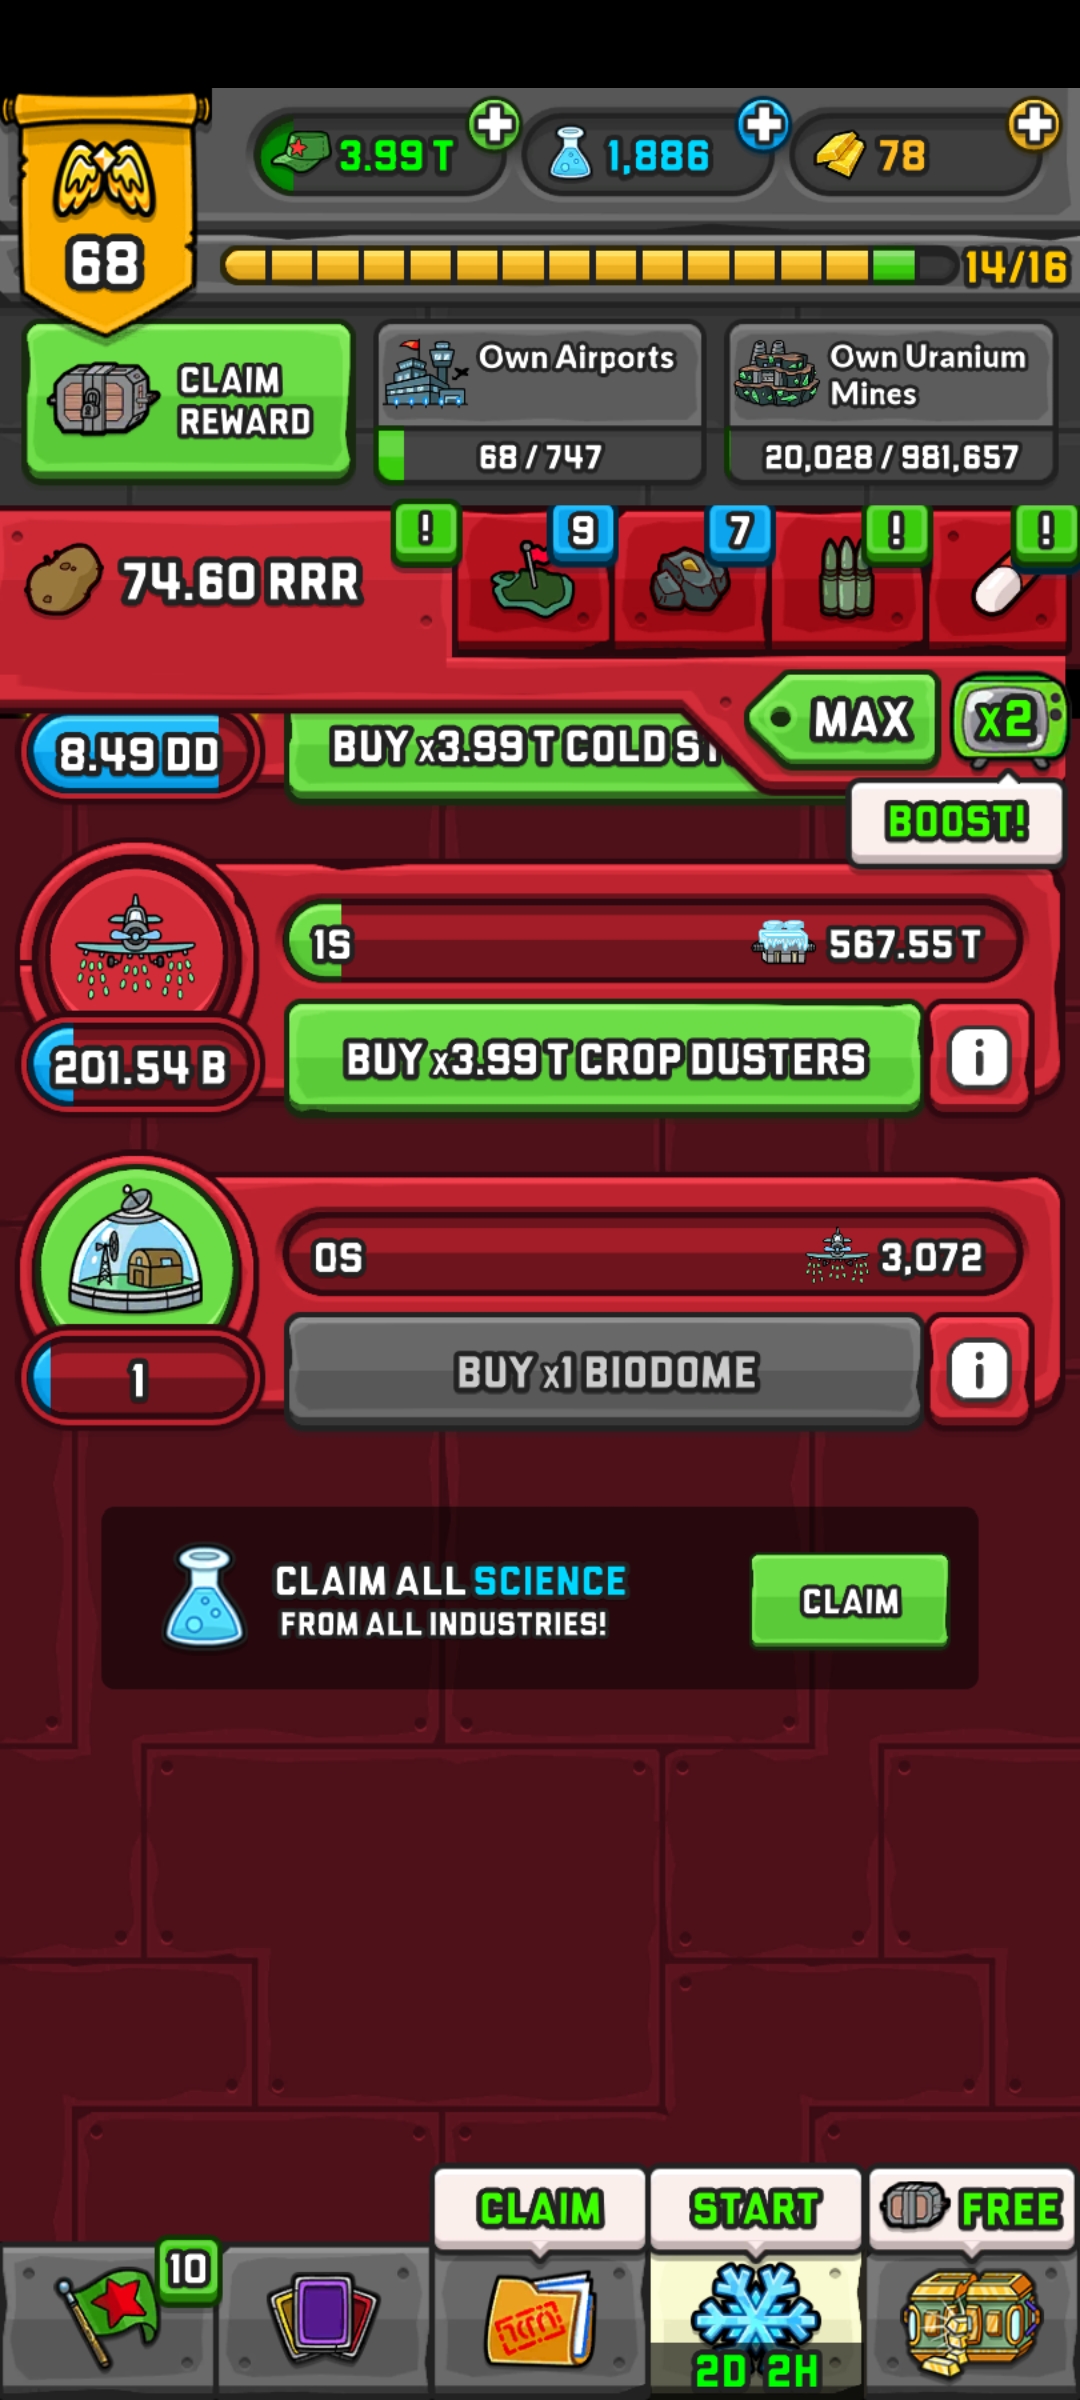 3.99 T
1,886
78
68
14/16
CLAIM
REWARD
Own Airports
68/747
Own Uranium
Mines
20,028/981,657
74.60 RRR
!
9
7
!
!
MAX
x2
BOOST!
8.49 DD
BUY x3.99 T COLD ST
1S
567.55 T
201.54 B
BUY x3.99 T CROP DUSTERS
i
0S
3,072
1
BUY x1 BIODOME
i
CLAIM ALL SCIENCE
FROM ALL INDUSTRIES!
CLAIM
CLAIM
START
FREE
10
2D 2H